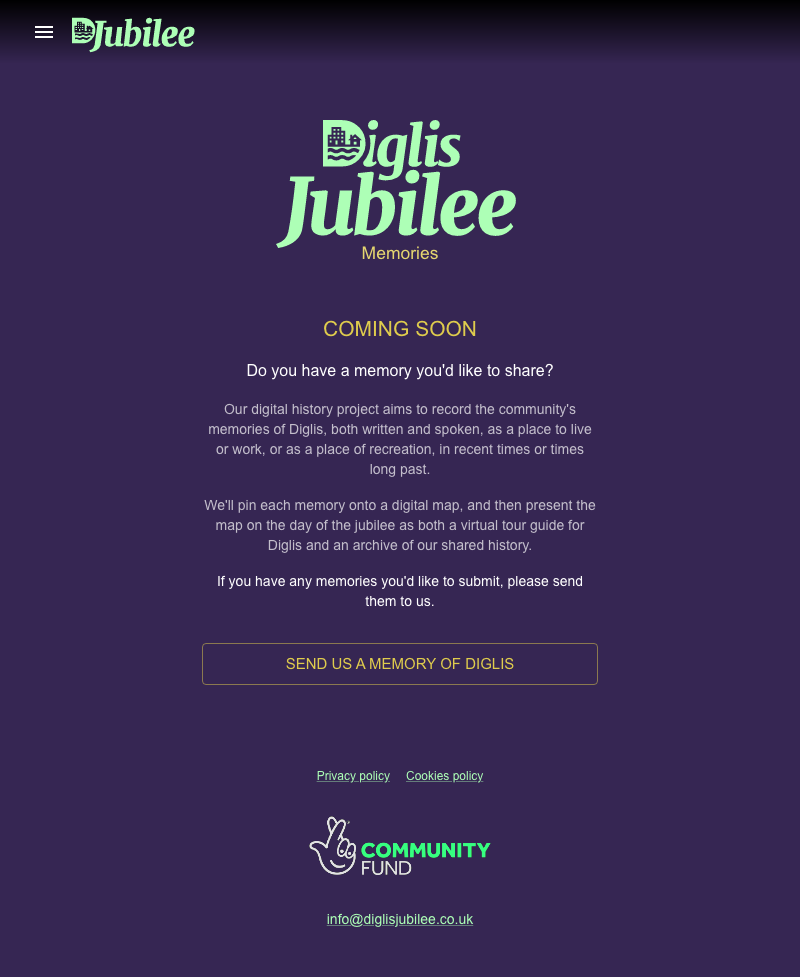 DJubilee
Diglis
Jubilee
Memories
COMING SOON
Do you have a memory you'd like to share?
Our digital history project aims to record the community's
memories of Diglis, both written and spoken, as a place to live
or work, or as a place of recreation, in recent times or times
long past.
We'll pin each memory onto a digital map, and then present the
map on the day of the jubilee as both a virtual tour guide for
Diglis and an archive of our shared history.
If you have any memories you'd like to submit, please send
them to us.
SEND US A MEMORY OF DIGLIS
Privacy policy Cookies policy
COMMUNITY
FUND
info@diglisjubilee.co.uk